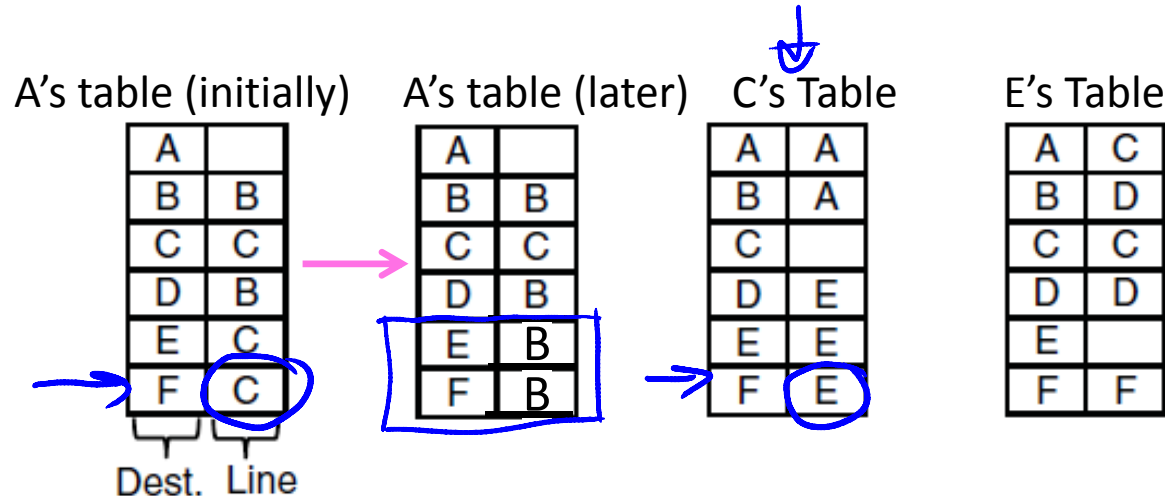 A's table (initially) A's table (later) C's Table E's Table
A A A A A C
B B B B B A B D
C C C C C C C
D B D B D E D D
E C E B E E E
F C F B F E F F
Dest. Line